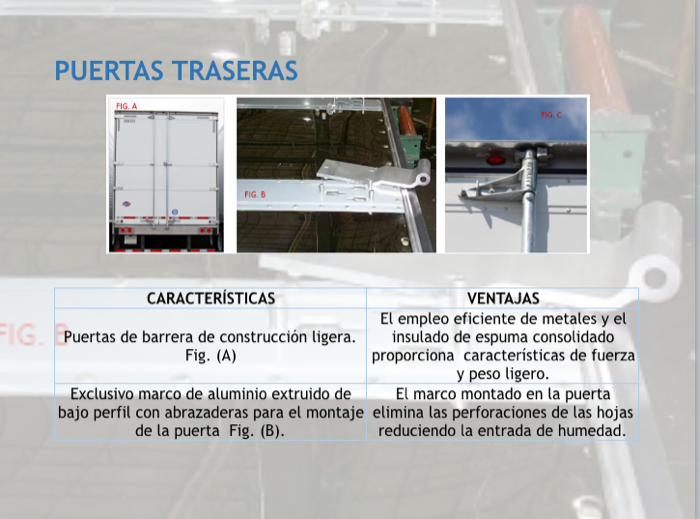 PUERTAS TRASERAS
FIG. A
FIG. B
FIG. C
FIG. B
CARACTERÍSTICAS
VENTAJAS
Puertas de barrera de construcción ligera.
Fig. (A)
El empleo eficiente de metales y el
insulado de espuma consolidado
proporciona características de fuerza
y peso ligero.
Exclusivo marco de aluminio extruido de
bajo perfil con abrazaderas para el montaje
de la puerta Fig. (B).
El marco montado en la puerta
elimina las perforaciones de las hojas
reduciendo la entrada de humedad.